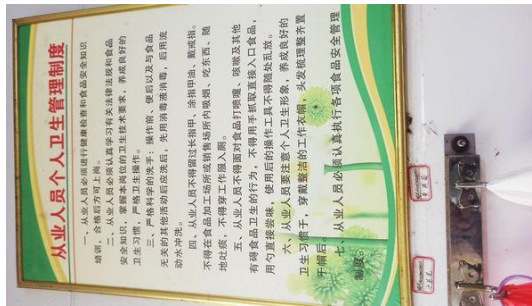 从业人员个人卫生管理制度
一、从业人员必须进行健康检查和食品安全知识
培训，合格后方可上岗。
二、从业人员必须认真学习有关法律法规和食品
安全知识，掌握本岗位的卫生技术要求，养成良好的
卫生习惯，严格卫生操作。
三、严格科学的洗手。操作前、便后以及与食品
无关的其他活动后应洗手，先用消毒液消毒，后用流
动水冲洗。
四、从业人员不得留过长指甲、涂指甲油、戴戒指。
不得在食品加工场所或销售场所内吸烟、吃东西、随
地吐痰，不得穿工作服入厕。
五、从业人员不得面对食品打喷嚏、咳嗽及其他
有碍食品卫生的行为，不得用手抓取直接入口食品，
用勺直接尝味，使用后的操作工具不得随处乱放。
六、从业人员要注意个人卫生形象，养成良好的
卫生习惯于，穿戴整洁的工作衣帽，头发梳理整齐置
于帽后。
七、从业人员必须认真执行各项食品安全管理
制度。